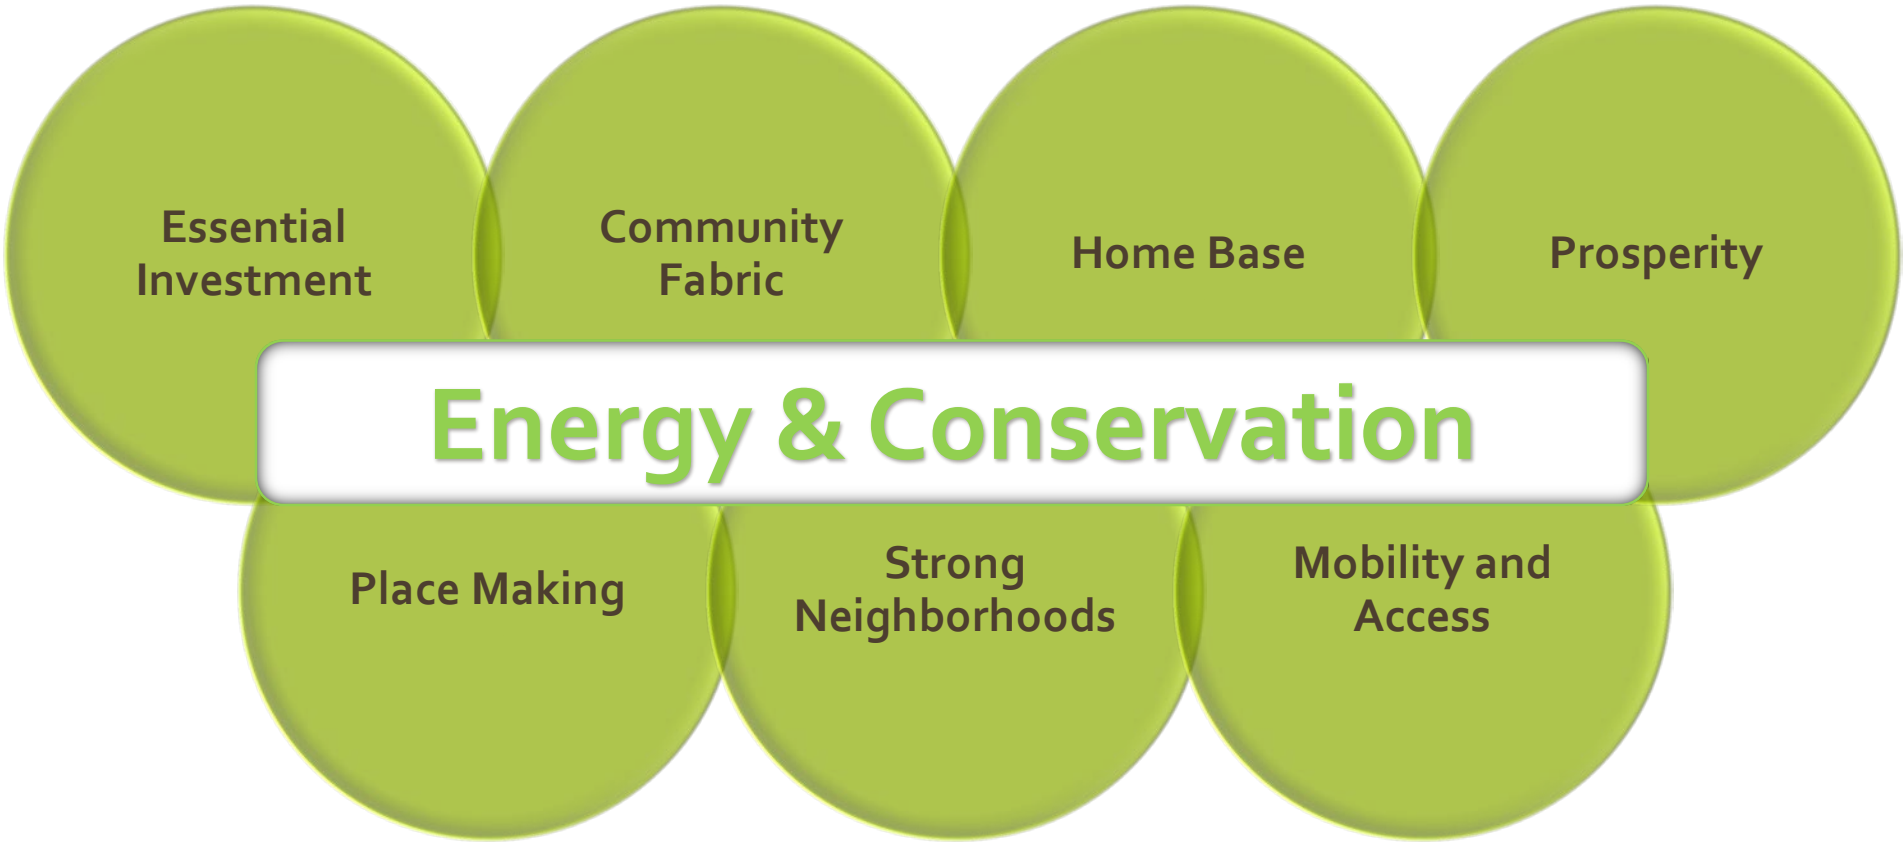 Essential
Investment
Community
Fabric
Home Base
Prosperity
Energy & Conservation
Place Making
Strong
Neighborhoods
Mobility and
Access